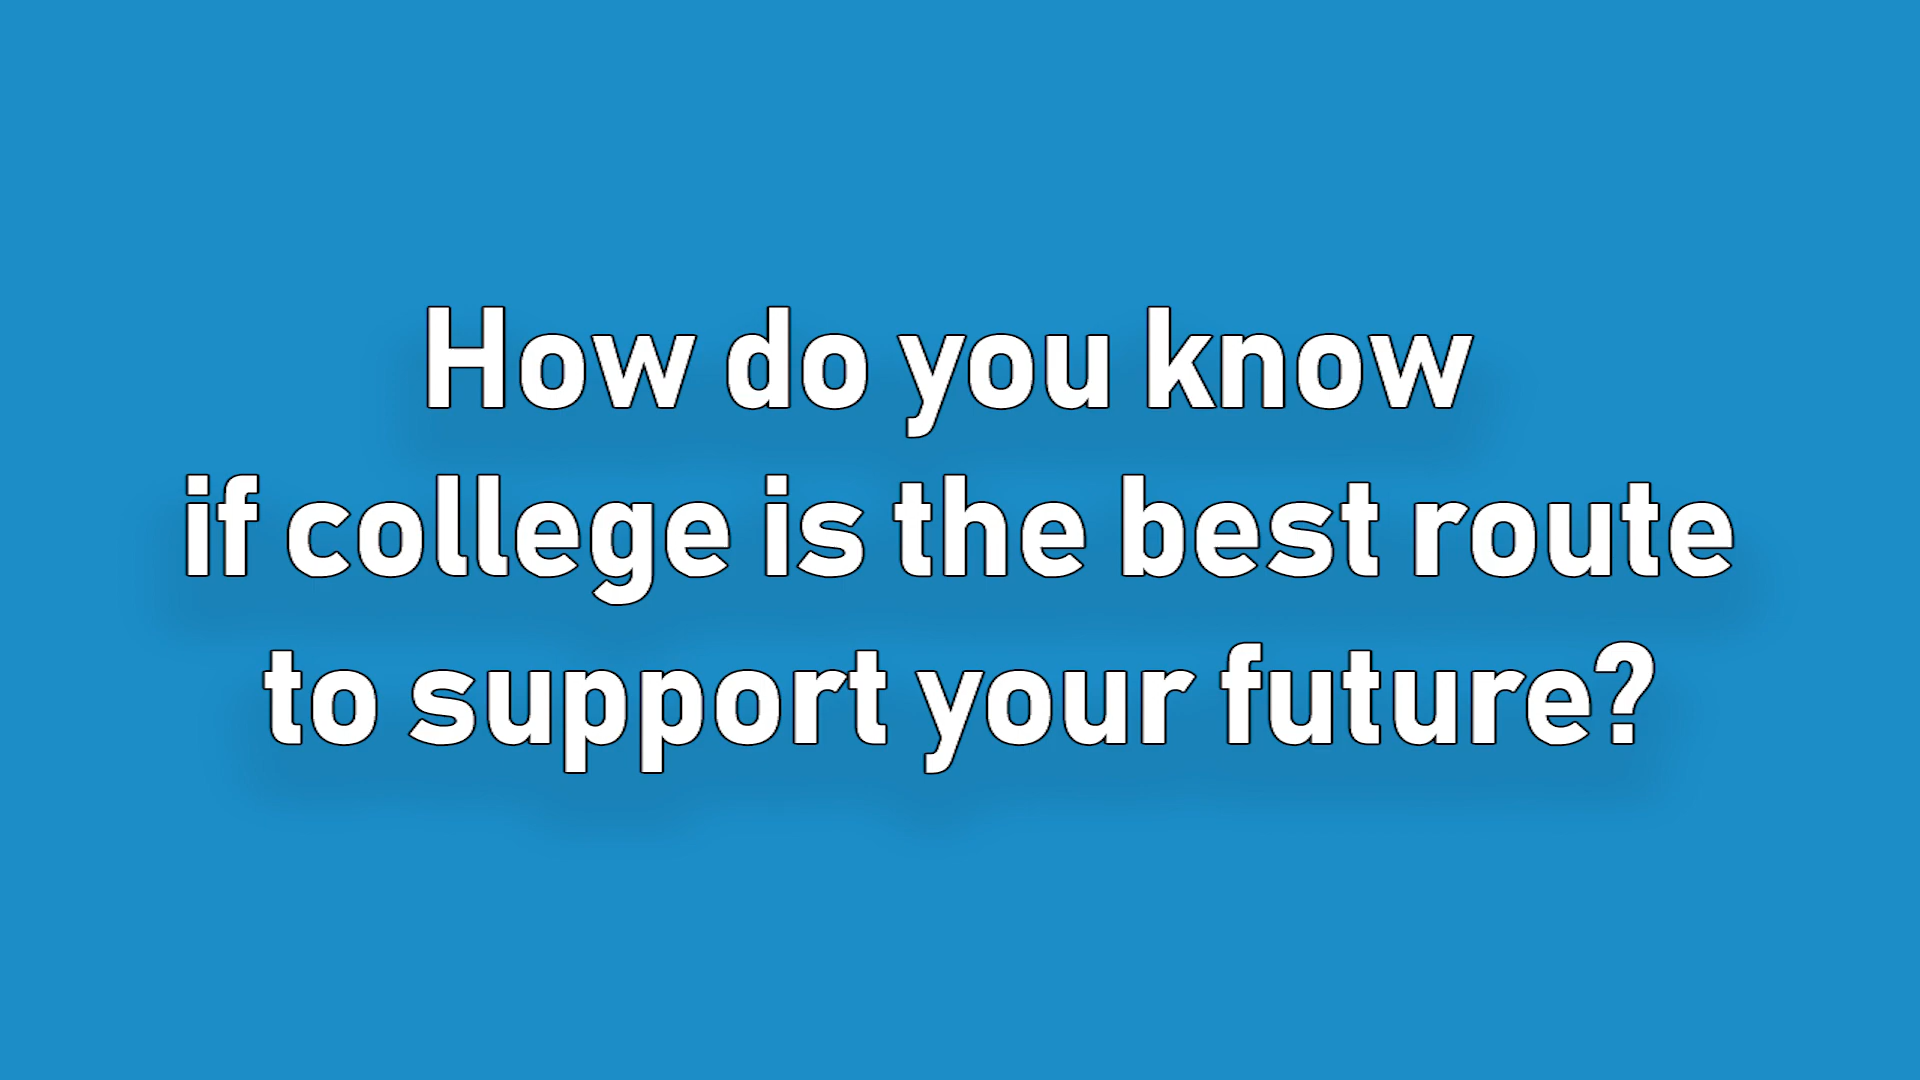 How do you know
if college is the best route
to support your future?